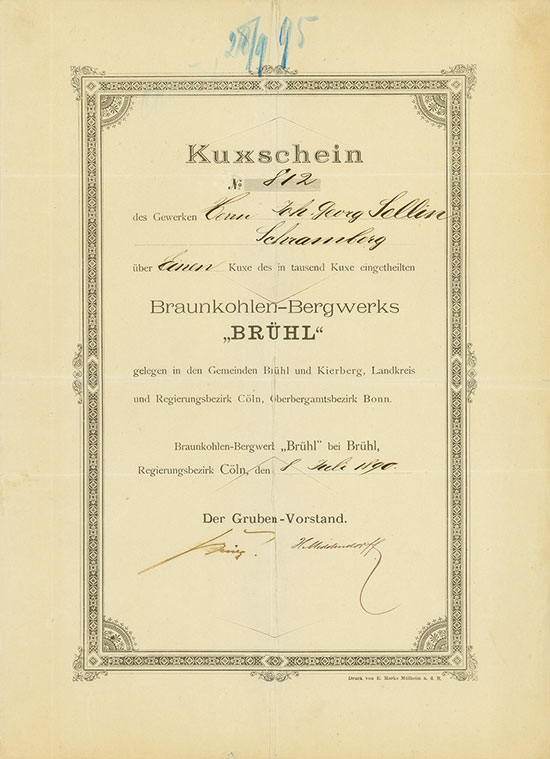 28/9 95
Kuxschein
No. 812
des Gewerken Herrn Joh. Georg Sellin
Schramberg
über Einen Kuxe des in tausend Kuxe eingetheilten
Braunkohlen-Bergwerks
„BRÜHL“
gelegen in den Gemeinden Brühl und Kierberg, Landkreis
und Regierungsbezirk Cöln, Oberbergamtsbezirk Bonn.
Braunkohlen-Bergwerk „Brühl“ bei Brühl,
Regierungsbezirk Cöln, den 8 Juli 1890.
Der Gruben-Vorstand.
H. Middendorff
Druck von E. Marks Mülheim a. d. R.